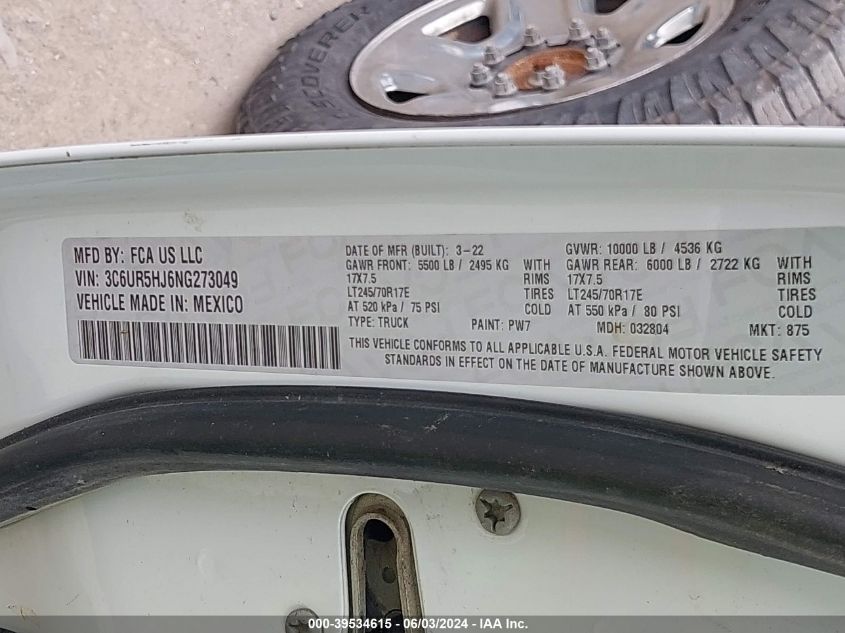 SCOVERER
MFD BY: FCA US LLC
VIN: 3C6UR5HJ6NG273049
VEHICLE MADE IN: MEXICO
DATE OF MFR (BUILT): 3-22
GAWR FRONT: 5500 LB / 2495 KG WITH
17X7.5 RIMS
LT245/70R17E TIRES
AT 520 kPa / 75 PSI COLD
TYPE: TRUCK PAINT: PW7
GVWR: 10000 LB / 4536 KG
GAWR REAR: 6000 LB / 2722 KG WITH
17X7.5 RIMS
LT245/70R17E TIRES
AT 550 kPa / 80 PSI COLD
MDH: 032804 MKT: 875
THIS VEHICLE CONFORMS TO ALL APPLICABLE U.S.A. FEDERAL MOTOR VEHICLE SAFETY
STANDARDS IN EFFECT ON THE DATE OF MANUFACTURE SHOWN ABOVE.
000-39534615 - 06/03/2024 - IAA Inc.